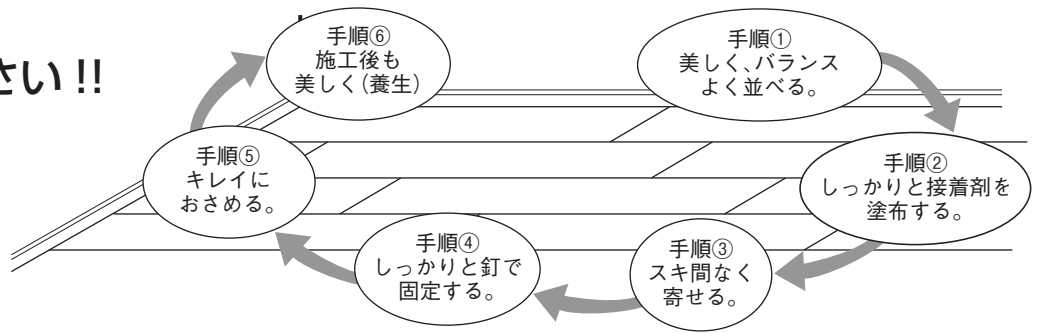 さい!!
手順①
美しく、バランス
よく並べる。
手順②
しっかりと接着剤を
塗布する。
手順③
スキ間なく
寄せる。
手順④
しっかりと釘で
固定する。
手順⑤
キレイに
おさめる。
手順⑥
施工後も
美しく(養生)